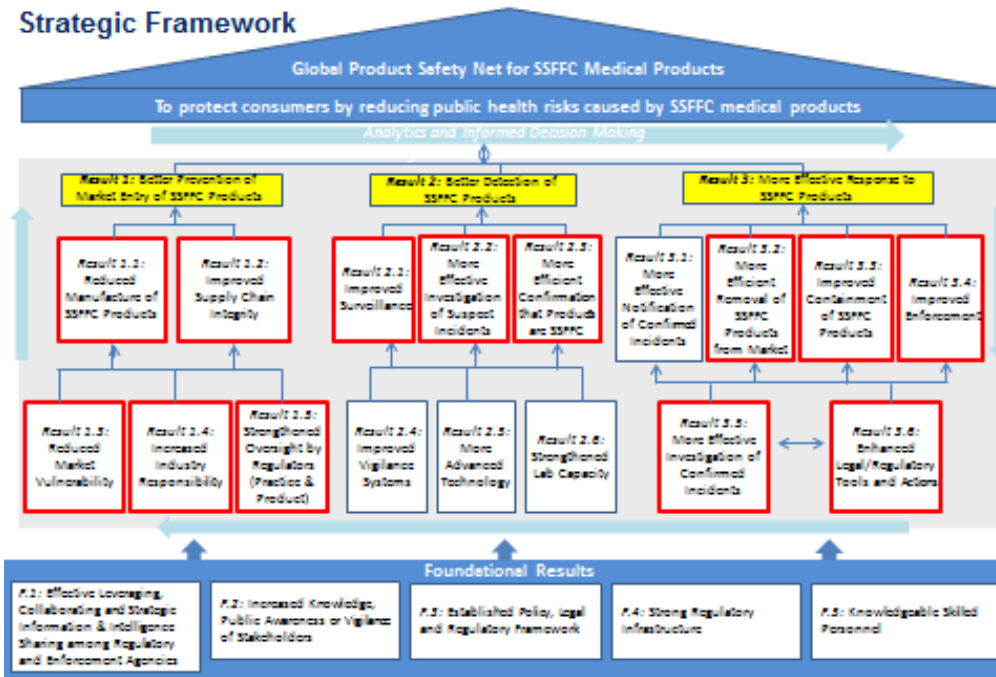 Strategic Framework
Global Product Safety Net for SSFFC Medical Products
To protect consumers by reducing public health risks caused by SSFFC medical products
Analytics and Informed Decision Making
Result 1: Better Prevention of
Market Entry of SSFFC Products
Result 2: Better Detection of
SSFFC Products
Result 3: More Effective Response to
SSFFC Products
Result 1.1:
Reduced
Manufacture of
SSFFC Products
Result 1.2:
Improved
Supply Chain
Integrity
Result 2.1:
Improved
Surveillance
Result 2.2:
More
Effective
Investigation
of Suspect
Incidents
Result 2.3:
More
Efficient
Confirmation
that Products
are SSFFC
Result 3.1:
More
Effective
Notification
of Confirmed
Incidents
Result 3.2:
More
Efficient
Removal of
SSFFC
Products
from Market
Result 3.3:
Improved
Containment
of SSFFC
Products
Result 3.4:
Improved
Enforcement
Result 1.3:
Reduced
Market
Vulnerability
Result 1.4:
Increased
Industry
Responsibility
Result 1.5:
Strengthened
Oversight by
Regulators
(Practice &
Product)
Result 2.4:
Improved
Vigilance
Systems
Result 2.5:
More
Advanced
Technology
Result 2.6:
Strengthened
Lab Capacity
Result 3.5:
More Effective
Investigation of
Confirmed
Incidents
Result 3.6:
Enhanced
Legal/Regulatory
Tools and Actors
Foundational Results
F.1: Effective Leveraging,
Collaborating and Strategic
Information & Intelligence
Sharing among Regulatory
and Enforcement Agencies
F.2: Increased Knowledge,
Public Awareness or Vigilance
of Stakeholders
F.3: Established Policy, Legal
and Regulatory Framework
F.4: Strong Regulatory
Infrastructure
F.5: Knowledgeable Skilled
Personnel